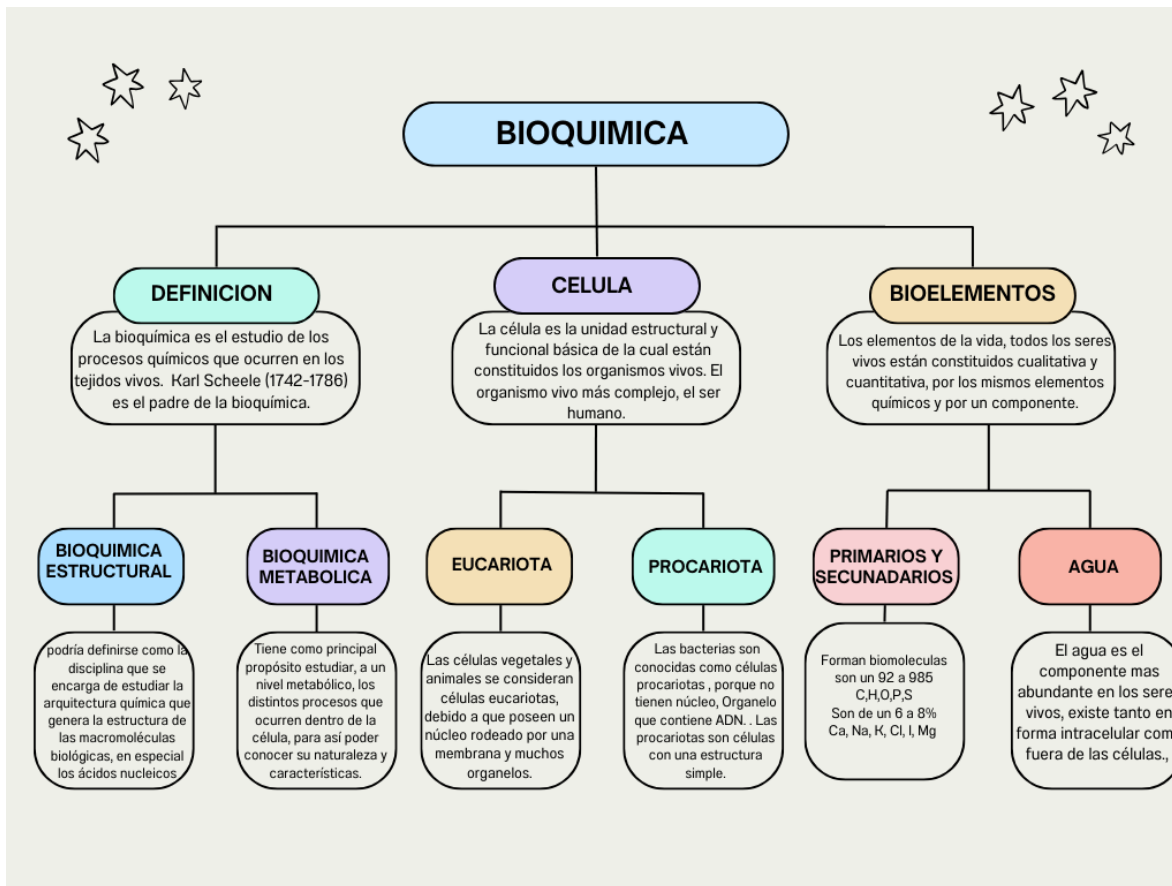 BIOQUIMICA
DEFINICION
La bioquímica es el estudio de los
procesos químicos que ocurren en los
tejidos vivos. Karl Scheele (1742-1786)
es el padre de la bioquímica.
CELULA
La célula es la unidad estructural y
funcional básica de la cual están
constituidos los organismos vivos. El
organismo vivo más complejo, el ser
humano.
BIOELEMENTOS
Los elementos de la vida, todos los seres
vivos están constituidos cualitativa y
cuantitativa, por los mismos elementos
químicos y por un componente.
BIOQUIMICA
ESTRUCTURAL
podría definirse como la
disciplina que se
encarga de estudiar la
arquitectura química que
genera la estructura de
las macromoléculas
biológicas, en especial
los ácidos nucleicos
BIOQUIMICA
METABOLICA
Tiene como principal
propósito estudiar, a un
nivel metabólico, los
distintos procesos que
ocurren dentro de la
célula, para así poder
conocer su naturaleza y
características.
EUCARIOTA
Las células vegetales y
animales se consideran
células eucariotas,
debido a que poseen un
núcleo rodeado por una
membrana y muchos
organelos.
PROCARIOTA
Las bacterias son
conocidas como células
procariotas , porque no
tienen núcleo, Organelo
que contiene ADN. . Las
procariotas son células
con una estructura
simple.
PRIMARIOS Y
SECUNADARIOS
Forman biomoleculas
son un 92 a 985
C,H,O,P,S
Son de un 6 a 8%
Ca, Na, K, Cl, I, Mg
AGUA
El agua es el
componente mas
abundante en los sere
vivos, existe tanto en
forma intracelular com
fuera de las células.,